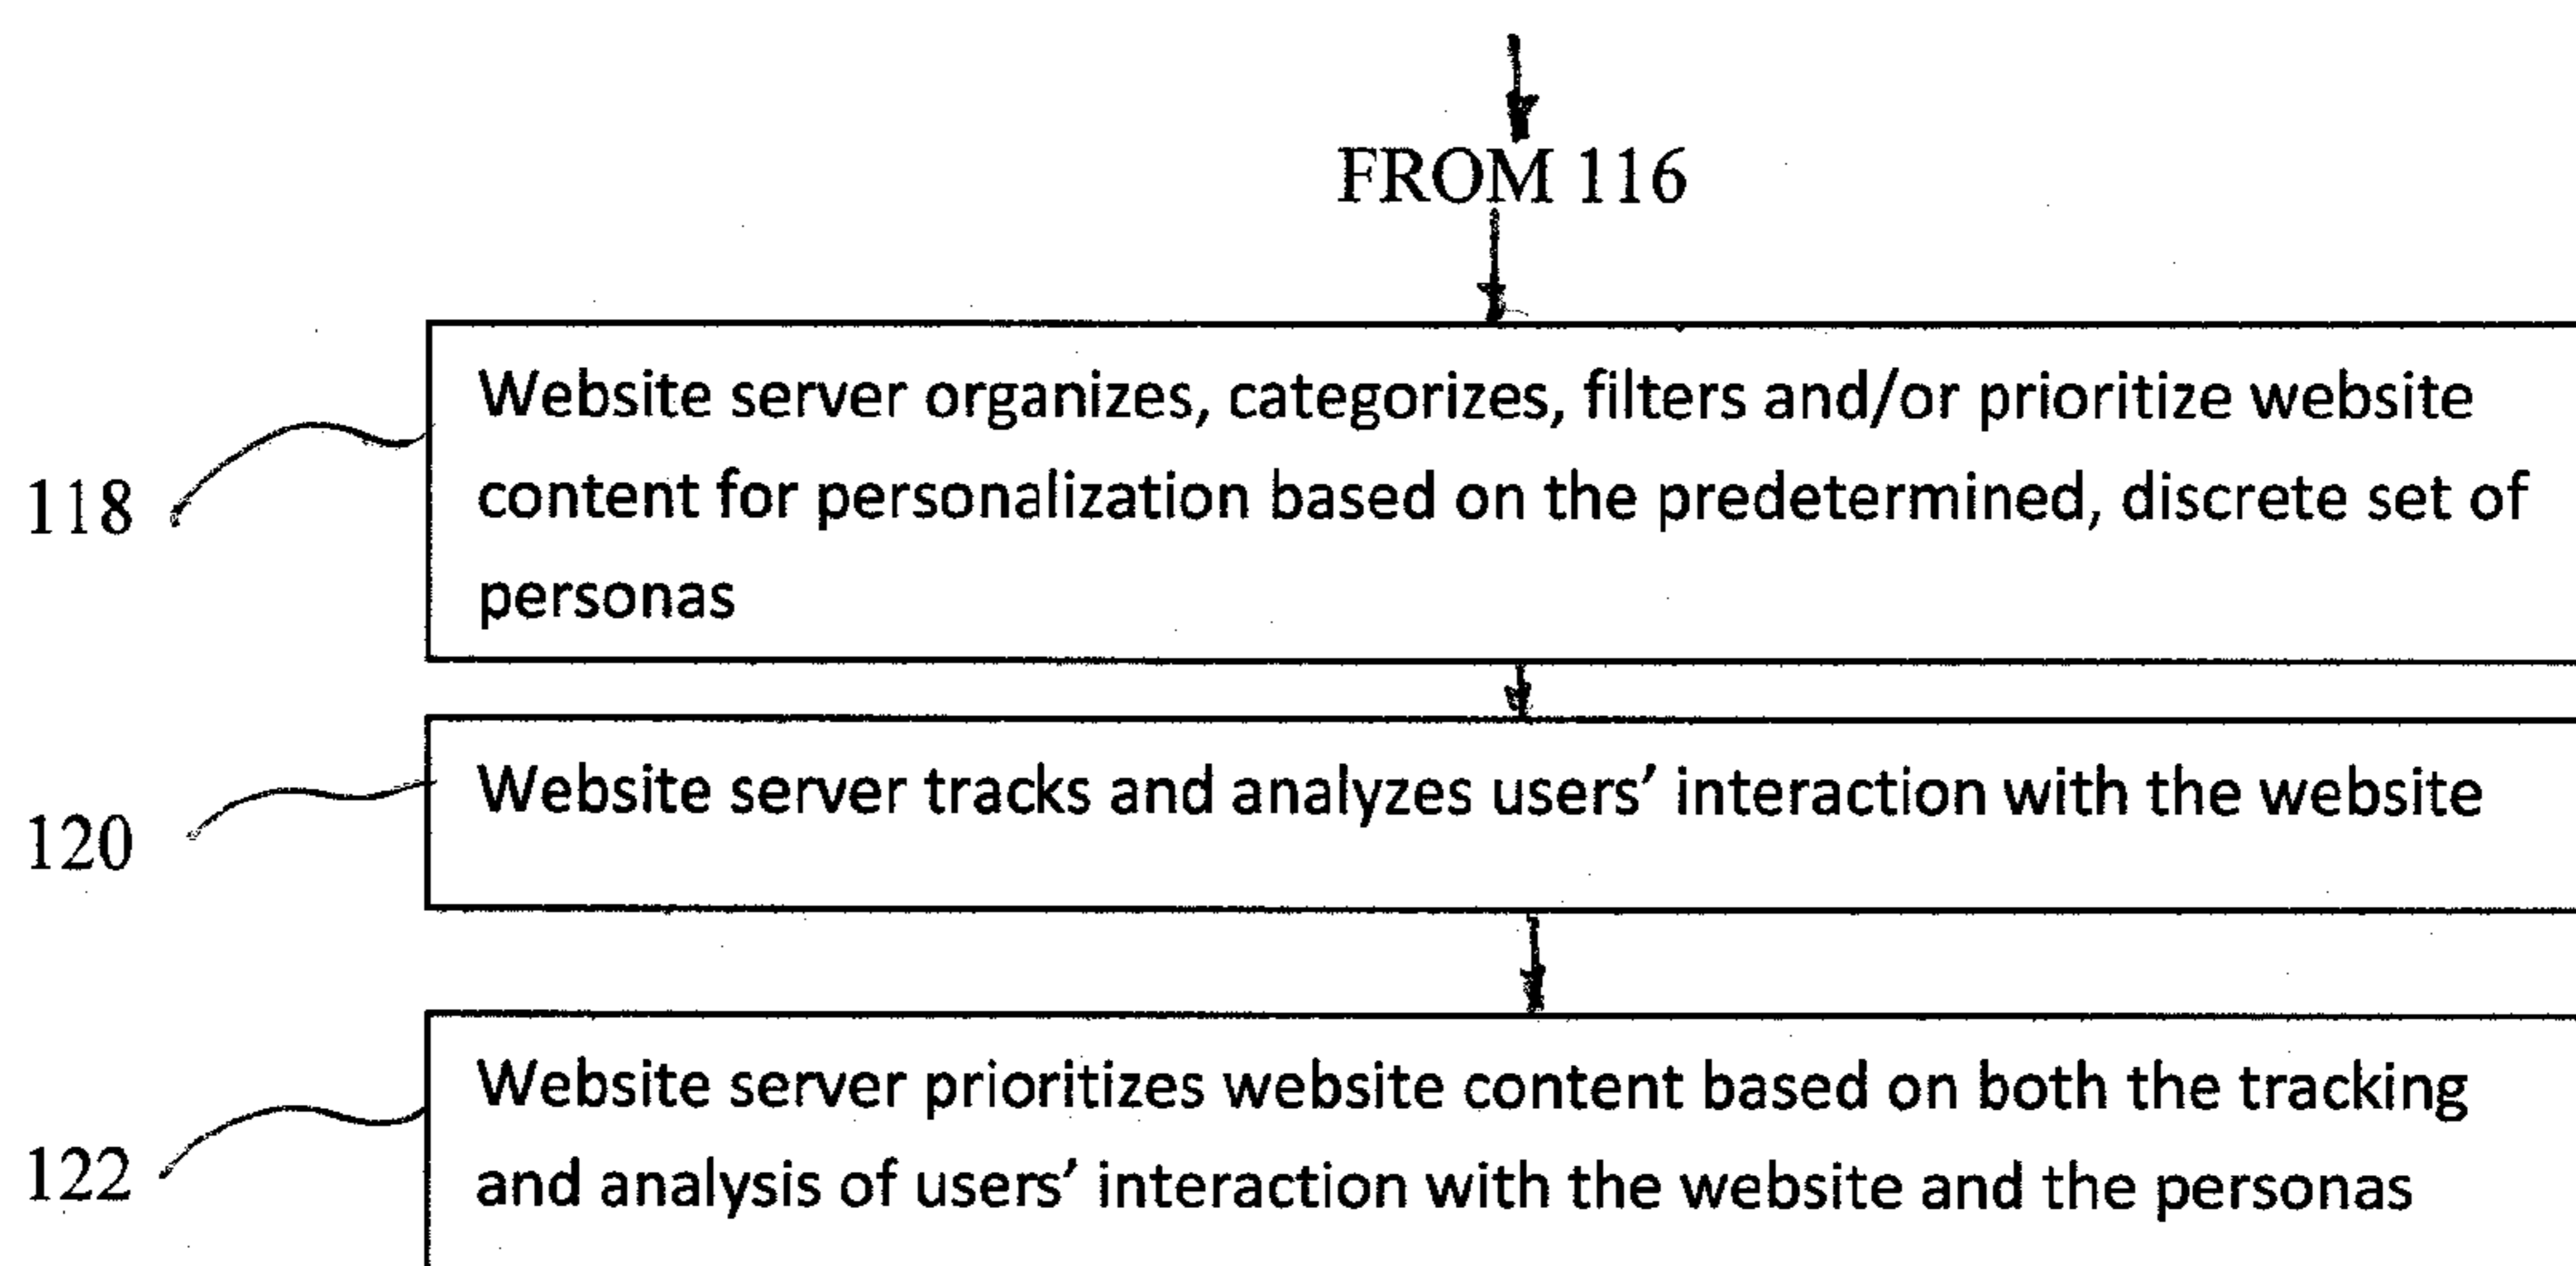 FROM 116
Website server organizes, categorizes, filters and/or prioritize website
content for personalization based on the predetermined, discrete set of
personas
118
Website server tracks and analyzes users’ interaction with the website
120
Website server prioritizes website content based on both the tracking
and analysis of users’ interaction with the website and the personas
122